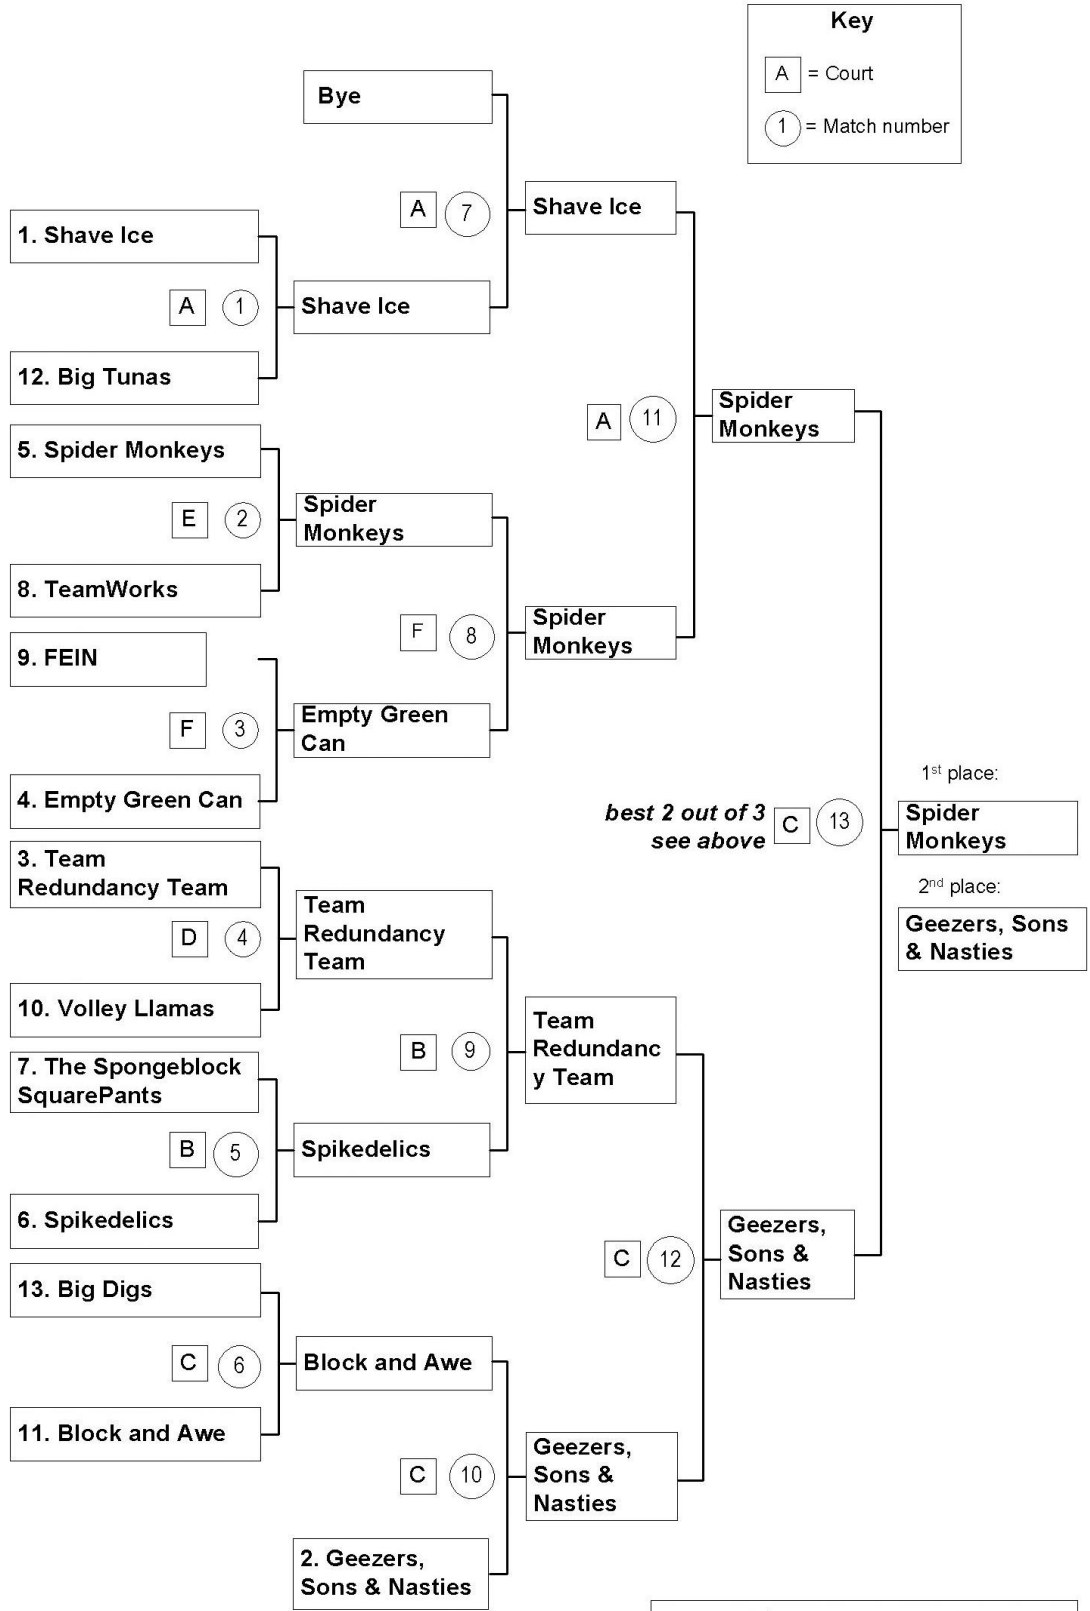 Key
A = Court
1 = Match number
Bye
A 7
Shave Ice
1. Shave Ice
A 1
Shave Ice
12. Big Tunas
A 11
Spider
Monkeys
5. Spider Monkeys
E 2
Spider
Monkeys
8. TeamWorks
F 8
Spider
Monkeys
9. FEIN
F 3
Empty Green
Can
4. Empty Green Can
1st place:
best 2 out of 3
see above
C 13
Spider
Monkeys
2nd place:
Geezers, Sons
& Nasties
3. Team
Redundancy Team
D 4
Team
Redundancy
Team
10. Volley Llamas
B 9
Team
Redundanc
y Team
7. The Spongeblock
SquarePants
B 5
Spikedelics
6. Spikedelics
C 12
Geezers,
Sons &
Nasties
13. Big Digs
C 6
Block and Awe
11. Block and Awe
C 10
Geezers,
Sons &
Nasties
2. Geezers,
Sons & Nasties